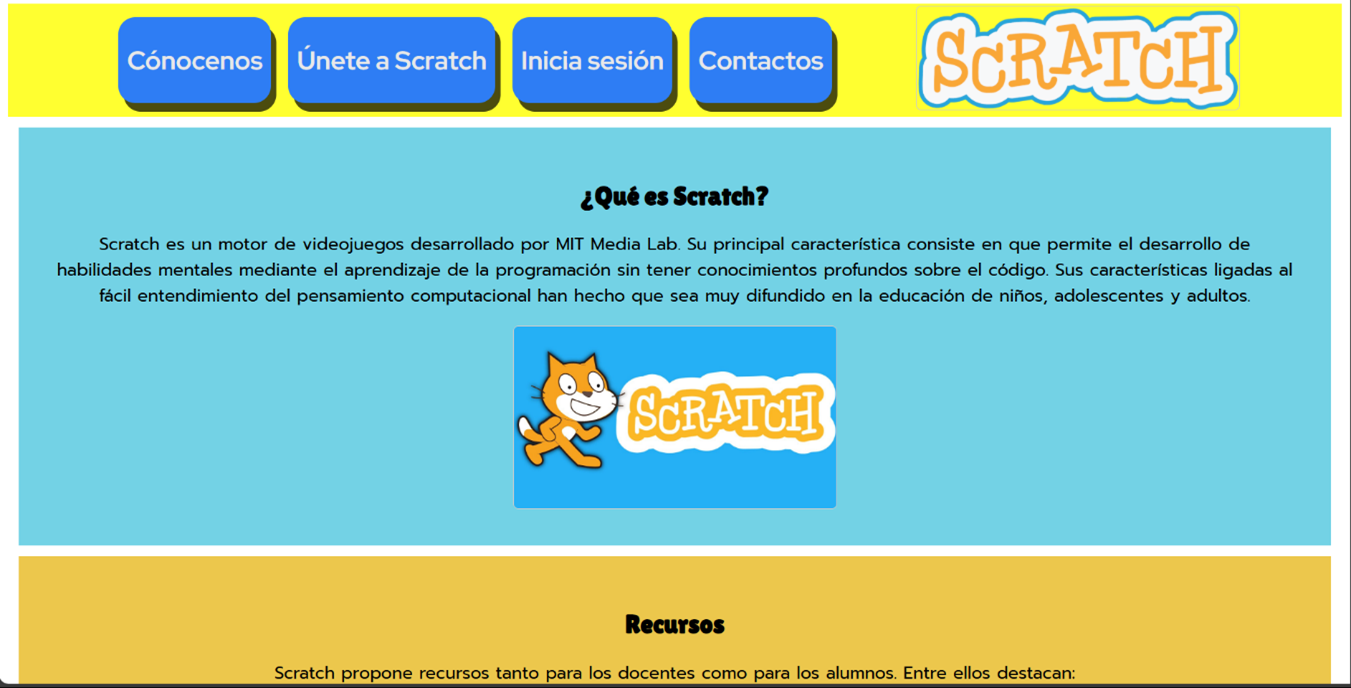 Cónocenos
Únete a Scratch
Inicia sesión
Contactos
SCRATCH
¿Qué es Scratch?
Scratch es un motor de videojuegos desarrollado por MIT Media Lab. Su principal característica consiste en que permite el desarrollo de
habilidades mentales mediante el aprendizaje de la programación sin tener conocimientos profundos sobre el código. Sus características ligadas al
fácil entendimiento del pensamiento computacional han hecho que sea muy difundido en la educación de niños, adolescentes y adultos.
SCRATCH
Recursos
Scratch propone recursos tanto para los docentes como para los alumnos. Entre ellos destacan: